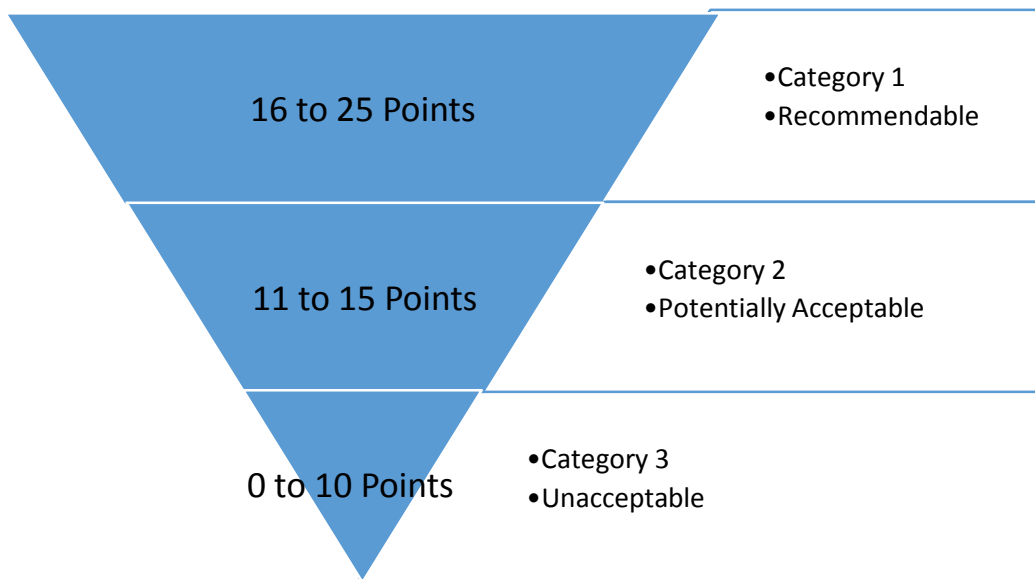 16 to 25 Points
•Category 1
•Recommendable
11 to 15 Points
•Category 2
•Potentially Acceptable
0 to 10 Points
•Category 3
•Unacceptable